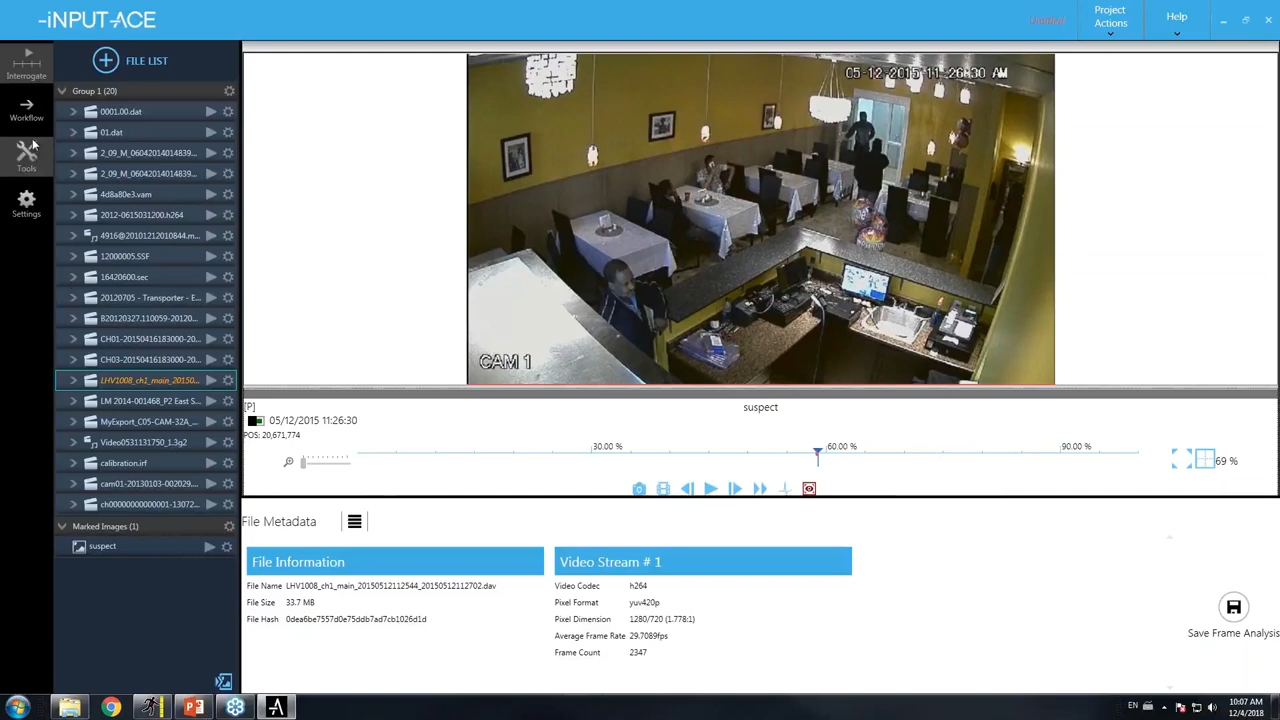 -iNPUT-ACE
Untitled
Project Actions
Help
Interrogate
Workflow
Tools
Settings
FILE LIST
Group 1 (20)
0001.00.dat
01.dat
2_09_M_06042014014839...
2_09_M_06042014014839...
4d8a80e3.vam
2012-0615031200.h264
4916@20101212010844.m...
12000005.SSF
16420600.sec
20120705 - Transporter - E...
B20120327.110059-20120...
CH01-20150416183000-20...
CH03-20150416183000-20...
LHV1008_ch1_main_20150...
LM 2014-001468_P2 East S...
MyExport_C05-CAM-32A_...
Video0531131750_1.3g2
calibration.irf
cam01-20130103-002029...
ch00000000000001-13072...
Marked Images (1)
suspect
05-12-2015 11:26:30 AM
CAM 1
[P]
suspect
05/12/2015 11:26:30
POS: 20,671,774
30.00 %
60.00 %
90.00 %
69 %
File Metadata
File Information
File Name LHV1008_ch1_main_20150512112544_20150512112702.dav
File Size 33.7 MB
File Hash 0dea6be7557d0e75ddb7ad7cb1026d1d
Video Stream # 1
Video Codec h264
Pixel Format yuv420p
Pixel Dimension 1280/720 (1.778:1)
Average Frame Rate 29.7089fps
Frame Count 2347
Save Frame Analysis
EN
10:07 AM
12/4/2018